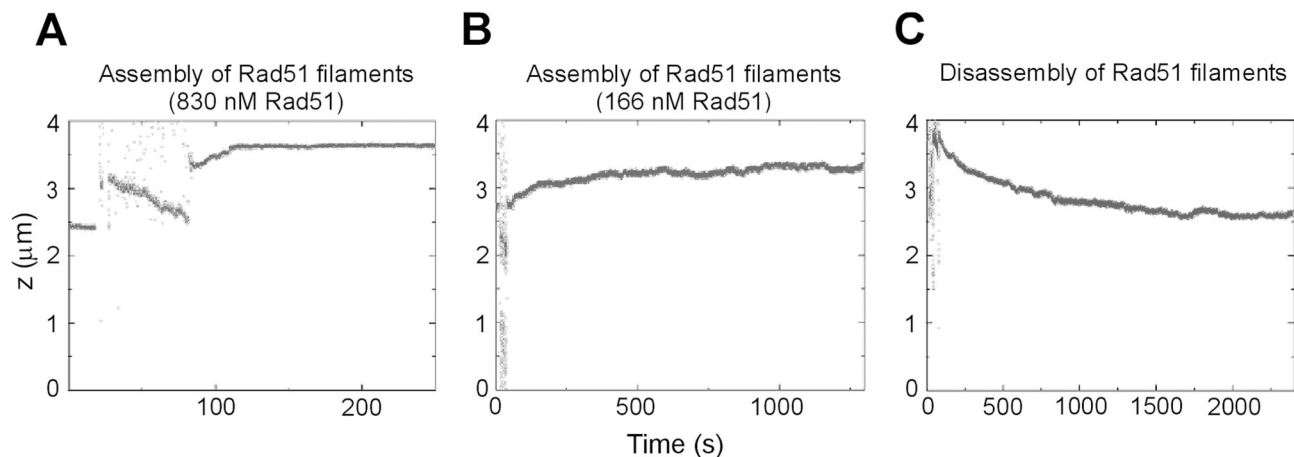 A
B
C
Assembly of Rad51 filaments
(830 nM Rad51)
Assembly of Rad51 filaments
(166 nM Rad51)
Disassembly of Rad51 filaments
4
3
2
1
0
z (μm)
100
200
4
3
2
1
0
0
500
1000
4
3
2
1
0
0
500
1000
1500
2000
Time (s)